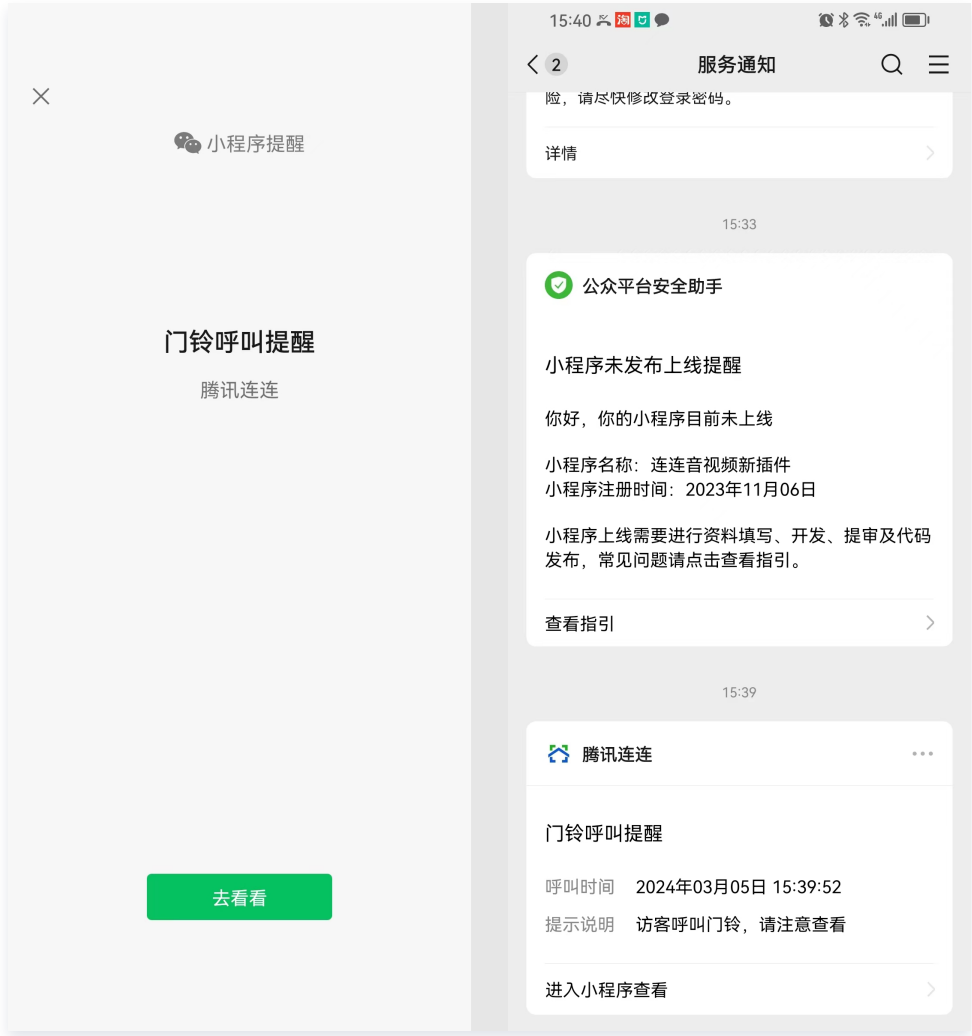 小程序提醒
门铃呼叫提醒
腾讯连连
去看看
15:40
淘
4G
2
服务通知
险，请尽快修改登录密码。
详情
15:33
公众平台安全助手
小程序未发布上线提醒
你好，你的小程序目前未上线
小程序名称：连连音视频新插件
小程序注册时间：2023年11月06日
小程序上线需要进行资料填写、开发、提审及代码
发布，常见问题请点击查看指引。
查看指引
15:39
腾讯连连
门铃呼叫提醒
呼叫时间 2024年03月05日 15:39:52
提示说明 访客呼叫门铃，请注意查看
进入小程序查看